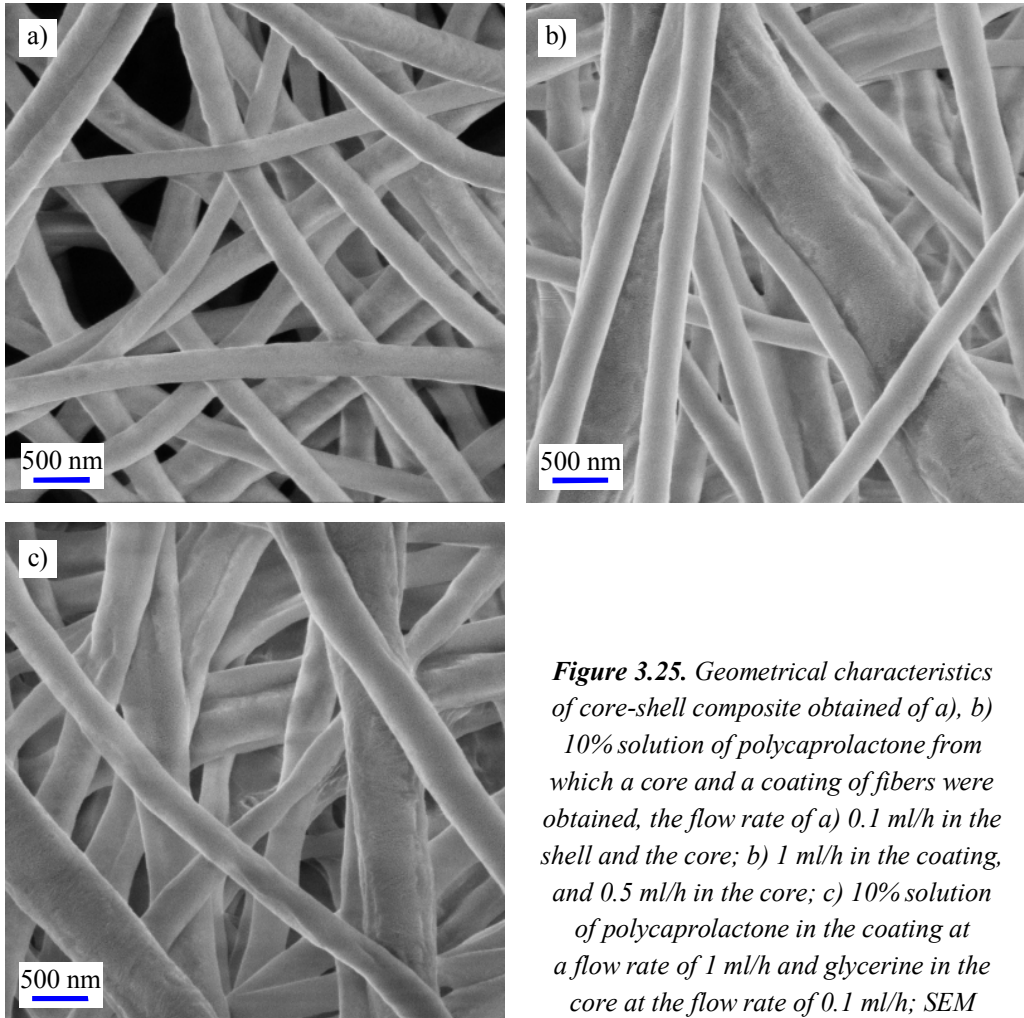 a)
b)
500 nm
500 nm
c)
500 nm
Figure 3.25. Geometrical characteristics
of core-shell composite obtained of a), b)
10% solution of polycaprolactone from
which a core and a coating of fibers were
obtained, the flow rate of a) 0.1 ml/h in the
shell and the core; b) 1 ml/h in the coating,
and 0.5 ml/h in the core; c) 10% solution
of polycaprolactone in the coating at
a flow rate of 1 ml/h and glycerine in the
core at the flow rate of 0.1 ml/h; SEM